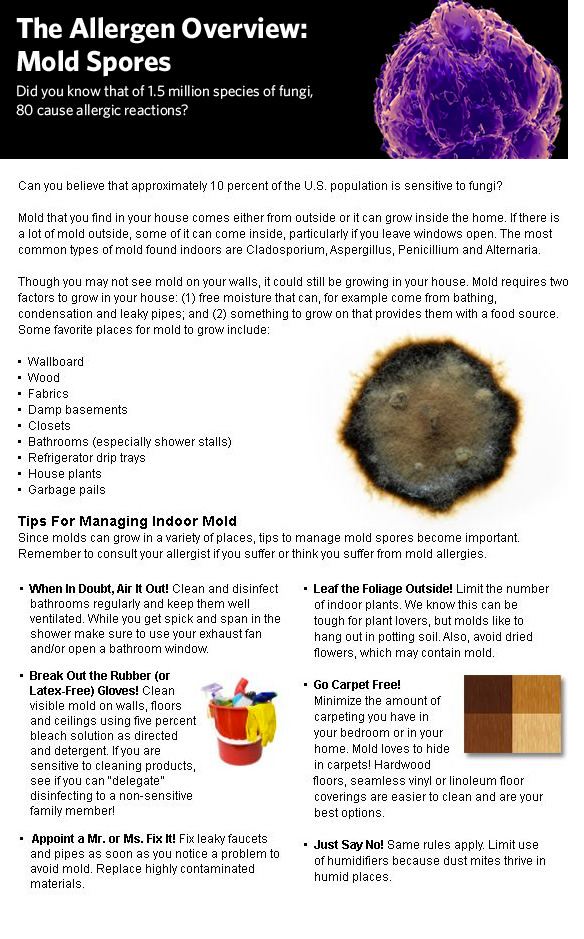 The Allergen Overview:
Mold Spores
Did you know that of 1.5 million species of fungi,
80 cause allergic reactions?
Can you believe that approximately 10 percent of the U.S. population is sensitive to fungi?
Mold that you find in your house comes either from outside or it can grow inside the home. If there is
a lot of mold outside, some of it can come inside, particularly if you leave windows open. The most
common types of mold found indoors are Cladosporium, Aspergillus, Penicillium and Alternaria.
Though you may not see mold on your walls, it could still be growing in your house. Mold requires two
factors to grow in your house: (1) free moisture that can, for example come from bathing,
condensation and leaky pipes; and (2) something to grow on that provides them with a food source.
Some favorite places for mold to grow include:
• Wallboard
• Wood
• Fabrics
• Damp basements
• Closets
• Bathrooms (especially shower stalls)
• Refrigerator drip trays
• House plants
• Garbage pails
Tips For Managing Indoor Mold
Since molds can grow in a variety of places, tips to manage mold spores become important.
Remember to consult your allergist if you suffer or think you suffer from mold allergies.
• When In Doubt, Air It Out! Clean and disinfect
bathrooms regularly and keep them well
ventilated. While you get spick and span in the
shower make sure to use your exhaust fan
and/or open a bathroom window.
• Break Out the Rubber (or
Latex-Free) Gloves! Clean
visible mold on walls, floors
and ceilings using five percent
bleach solution as directed
and detergent. If you are
sensitive to cleaning products,
see if you can "delegate"
disinfecting to a non-sensitive
family member!
• Appoint a Mr. or Ms. Fix It! Fix leaky faucets
and pipes as soon as you notice a problem to
avoid mold. Replace highly contaminated
materials.
• Leaf the Foliage Outside! Limit the number
of indoor plants. We know this can be
tough for plant lovers, but molds like to
hang out in potting soil. Also, avoid dried
flowers, which may contain mold.
• Go Carpet Free!
Minimize the amount of
carpeting you have in
your bedroom or in your
home. Mold loves to hide
in carpets! Hardwood
floors, seamless vinyl or linoleum floor
coverings are easier to clean and are your
best options.
• Just Say No! Same rules apply. Limit use
of humidifiers because dust mites thrive in
humid places.